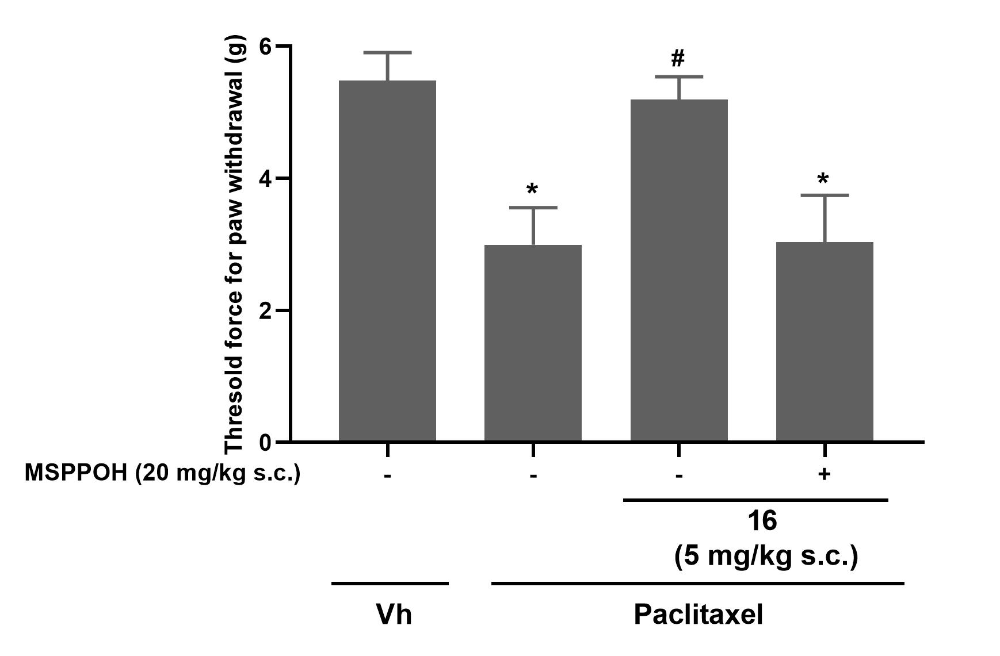 Thresold force for paw withdrawal (g)
6
4
2
0
#
*
*
MSPPOH (20 mg/kg s.c.) - - - +
16
(5 mg/kg s.c.)
Vh Paclitaxel